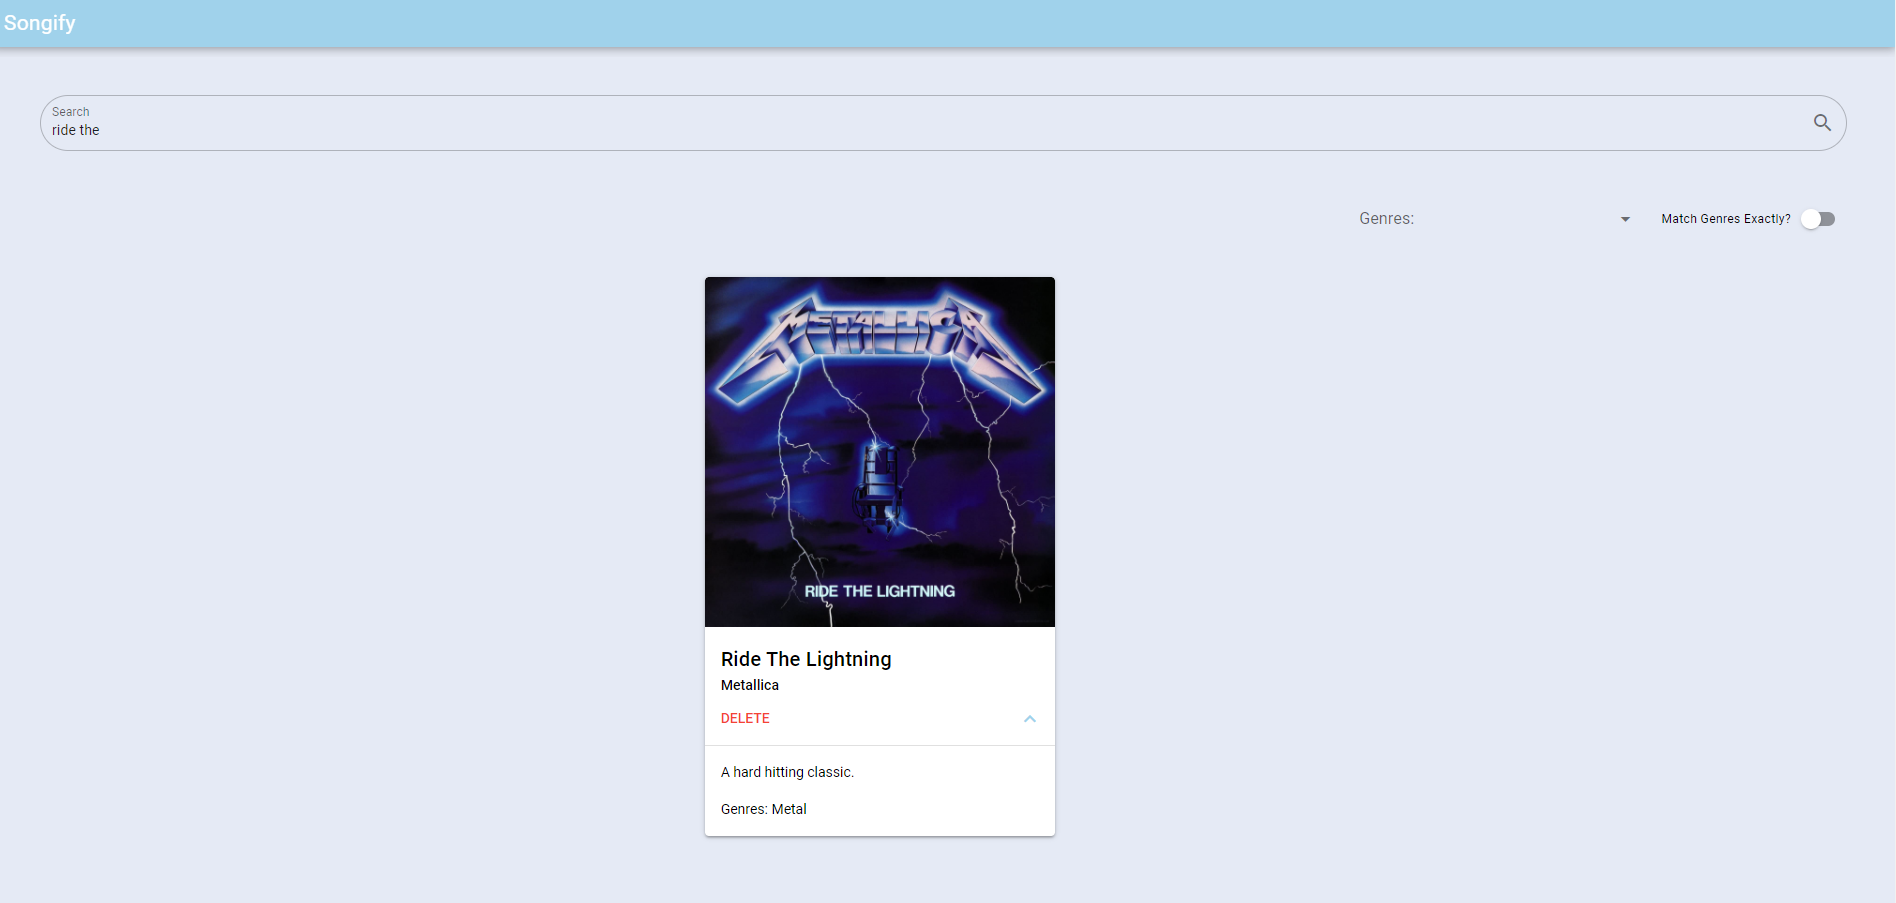 Songify
Search
ride the
Genres:
Match Genres Exactly?
METALLICA
RIDE THE LIGHTNING
Ride The Lightning
Metallica
DELETE
A hard hitting classic.
Genres: Metal